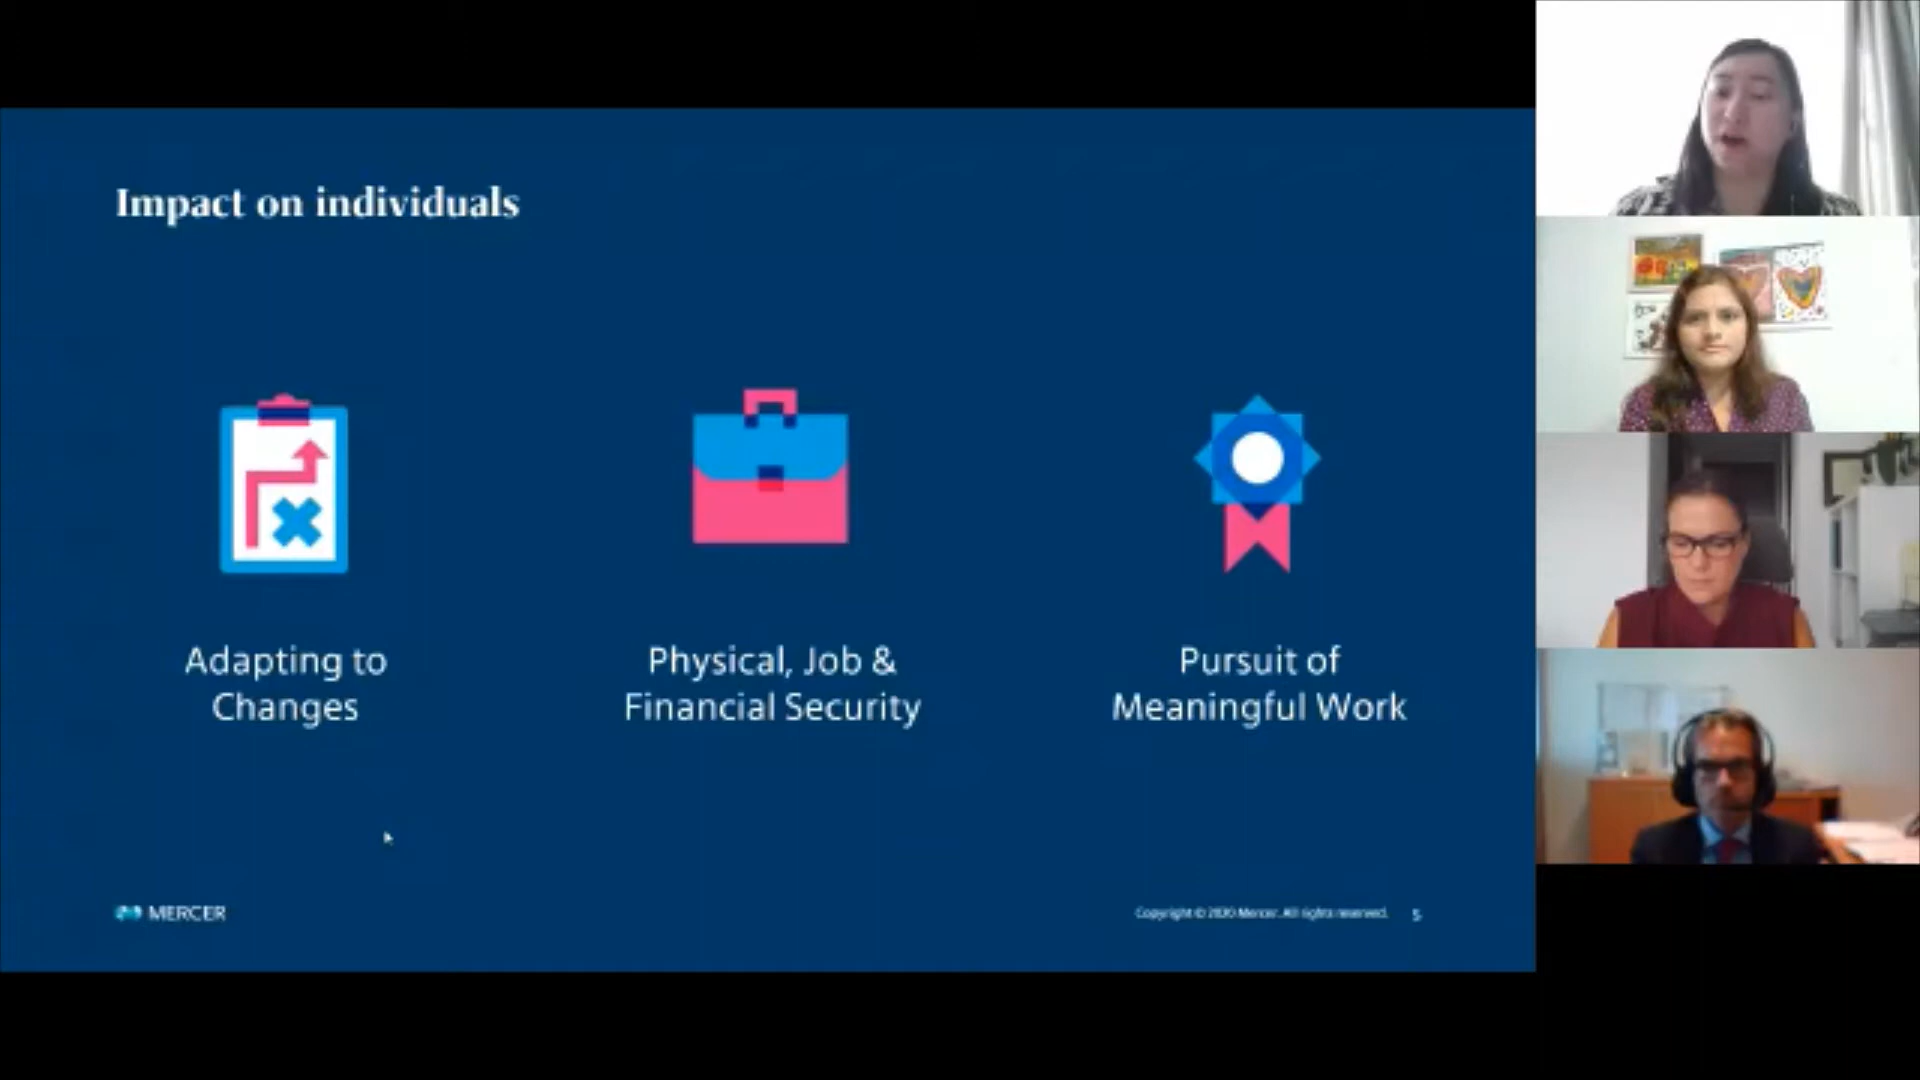 Impact on individuals
Adapting to
Changes
Physical, Job &
Financial Security
Pursuit of
Meaningful Work
MERCER
Copyright © 2020 Mercer. All rights reserved.
5